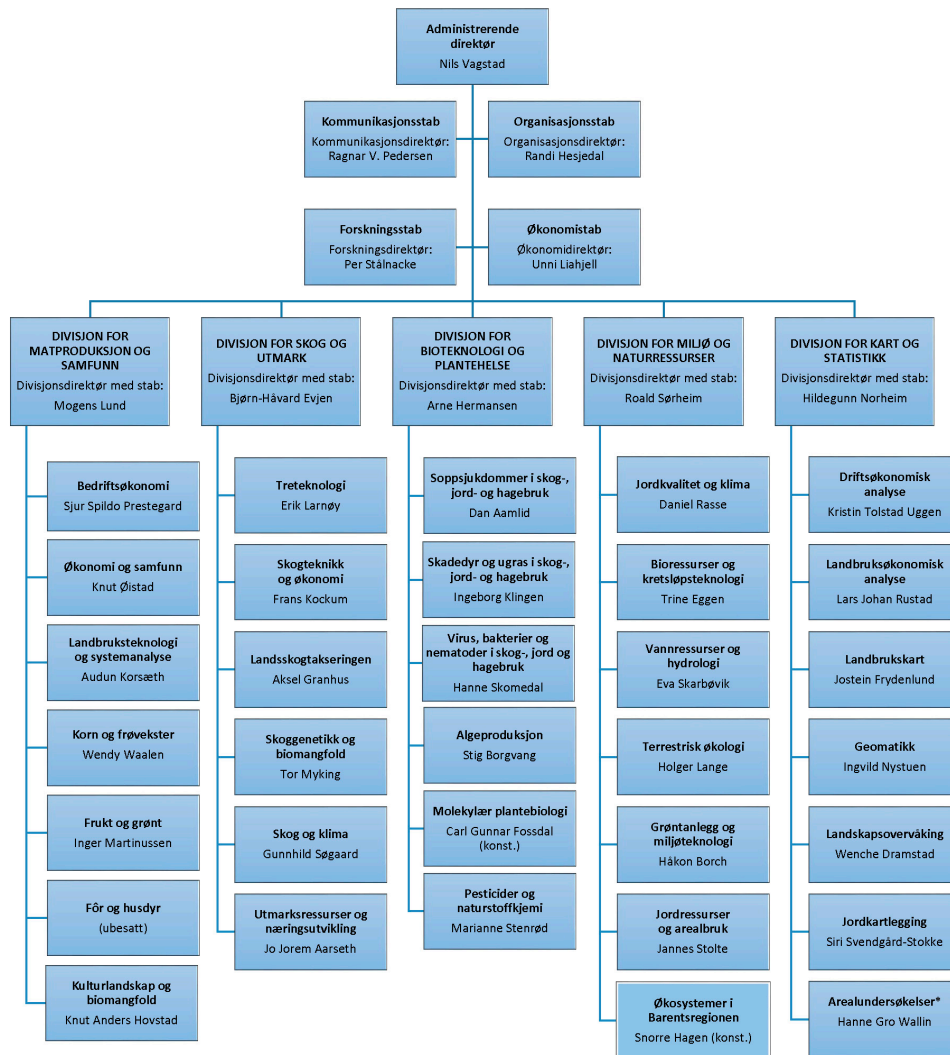 Administrerende
direktør
Nils Vagstad
Kommunikasjonsstab
Kommunikasjonsdirektør:
Ragnar V. Pedersen
Organisasjonsstab
Organisasjonsdirektør:
Randi Hesjedal
Forskningsstab
Forskningsdirektør:
Per Stålnacke
Økonomistab
Økonomidirektør:
Unni Liahjell
DIVISJON FOR
MATPRODUKSJON OG
SAMFUNN
Divisjonsdirektør med stab:
Mogens Lund
Bedriftsøkonomi
Sjur Spildo Prestegard
Økonomi og samfunn
Knut Øistad
Landbruksteknologi
og systemanalyse
Audun Korsæth
Korn og frøvekster
Wendy Waalen
Frukt og grønt
Inger Martinussen
Fôr og husdyr
(ubesatt)
Kulturlandskap og
biomangfold
Knut Anders Hovstad
DIVISJON FOR SKOG OG
UTMARK
Divisjonsdirektør med stab:
Bjørn-Håvard Evjen
Treteknologi
Erik Larnøy
Skogteknikk
og økonomi
Frans Kockum
Landsskogtakseringen
Aksel Granhus
Skoggenetikk og
biomangfold
Tor Myking
Skog og klima
Gunnhild Søgaard
Utmarksressurser og
næringsutvikling
Jo Jorem Aarseth
DIVISJON FOR
BIOTEKNOLOGI OG
PLANTEHELSE
Divisjonsdirektør med stab:
Arne Hermansen
Soppsjukdommer i skog-,
jord- og hagebruk
Dan Aamlid
Skadedyr og ugras i skog-,
jord- og hagebruk
Ingeborg Klingen
Virus, bakterier og
nematoder i skog-, jord og
hagebruk
Hanne Skomedal
Algeproduksjon
Stig Borgvang
Molekylær plantebiologi
Carl Gunnar Fossdal
(konst.)
Pesticider og
naturstoffkjemi
Marianne Stenrød
DIVISJON FOR MILJØ OG
NATURRESSURSER
Divisjonsdirektør med stab:
Roald Sørheim
Jordkvalitet og klima
Daniel Rasse
Bioressurser og
kretsløpsteknologi
Trine Eggen
Vannressurser og
hydrologi
Eva Skarbøvik
Terrestrisk økologi
Holger Lange
Grøntanlegg og
miljøteknologi
Håkon Borch
Jordressurser
og arealbruk
Jannes Stolte
Økosystemer i
Barentsregionen
Snorre Hagen (konst.)
DIVISJON FOR KART OG
STATISTIKK
Divisjonsdirektør med stab:
Hildegunn Norheim
Driftsøkonomisk
analyse
Kristin Tolstad Uggen
Landbruksøkonomisk
analyse
Lars Johan Rustad
Landbrukskart
Jostein Frydenlund
Geomatikk
Ingvild Nystuen
Landskapsovervåking
Wenche Dramstad
Jordkartlegging
Siri Svendgård-Stokke
Arealundersøkelser*
Hanne Gro Wallin